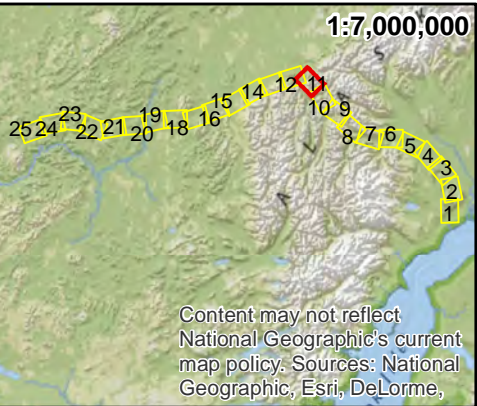 1:7,000,000
25 24 23 22 21 20 19 18 16 15 14 12 11 10 9 8 7 6 5 4 3 2 1
A L A S K
Content may not reflect
National Geographic's current
map policy. Sources: National
Geographic, Esri, DeLorme,